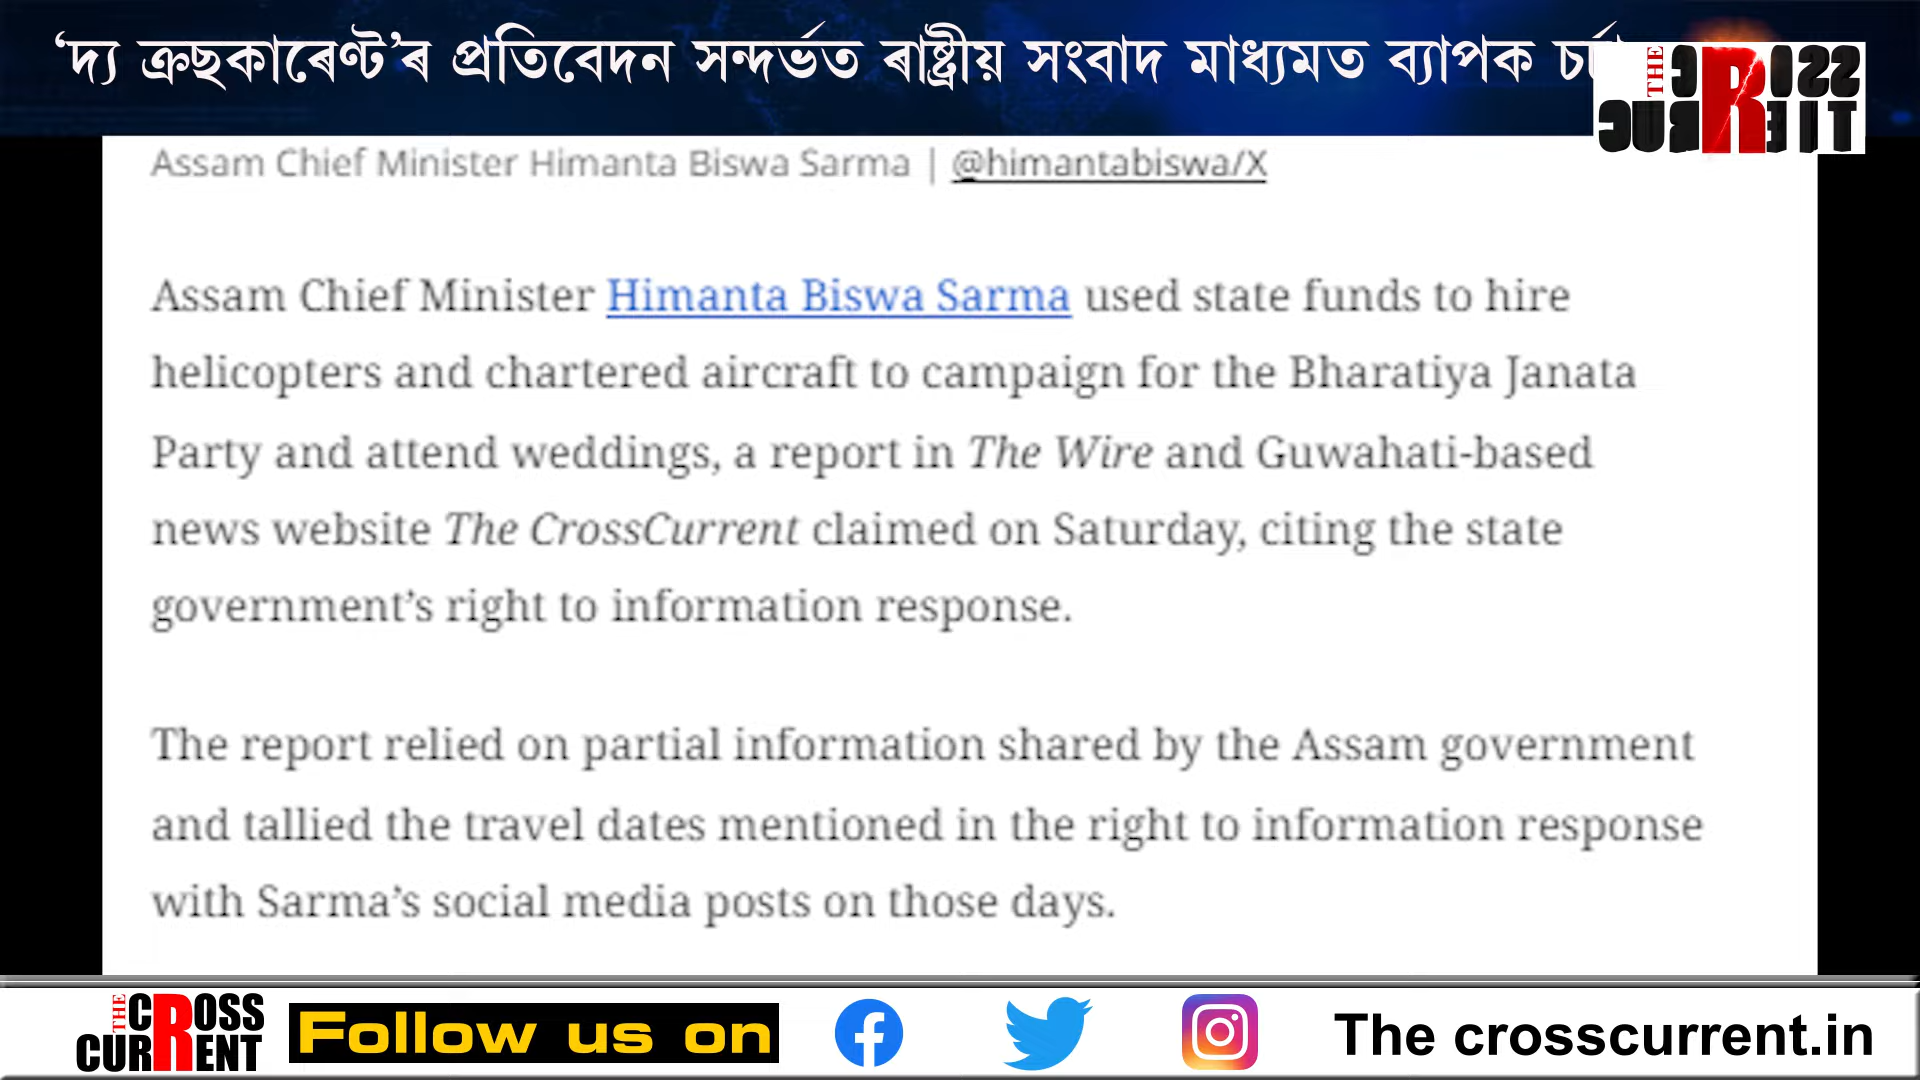 ‘দ্য ক্ৰছকাৰেণ্ট’ৰ প্ৰতিবেদন সন্দৰ্ভত ৰাষ্ট্ৰীয় সংবাদ মাধ্যমত ব্যাপক
THE CROSS
CURRENT
Assam Chief Minister Himanta Biswa Sarma | @himantabiswa/X
Assam Chief Minister Himanta Biswa Sarma used state funds to hire
helicopters and chartered aircraft to campaign for the Bharatiya Janata
Party and attend weddings, a report in The Wire and Guwahati-based
news website The CrossCurrent claimed on Saturday, citing the state
government’s right to information response.
The report relied on partial information shared by the Assam government
and tallied the travel dates mentioned in the right to information response
with Sarma’s social media posts on those days.
THE CROSS
CURRENT
Follow us on
The crosscurrent.in